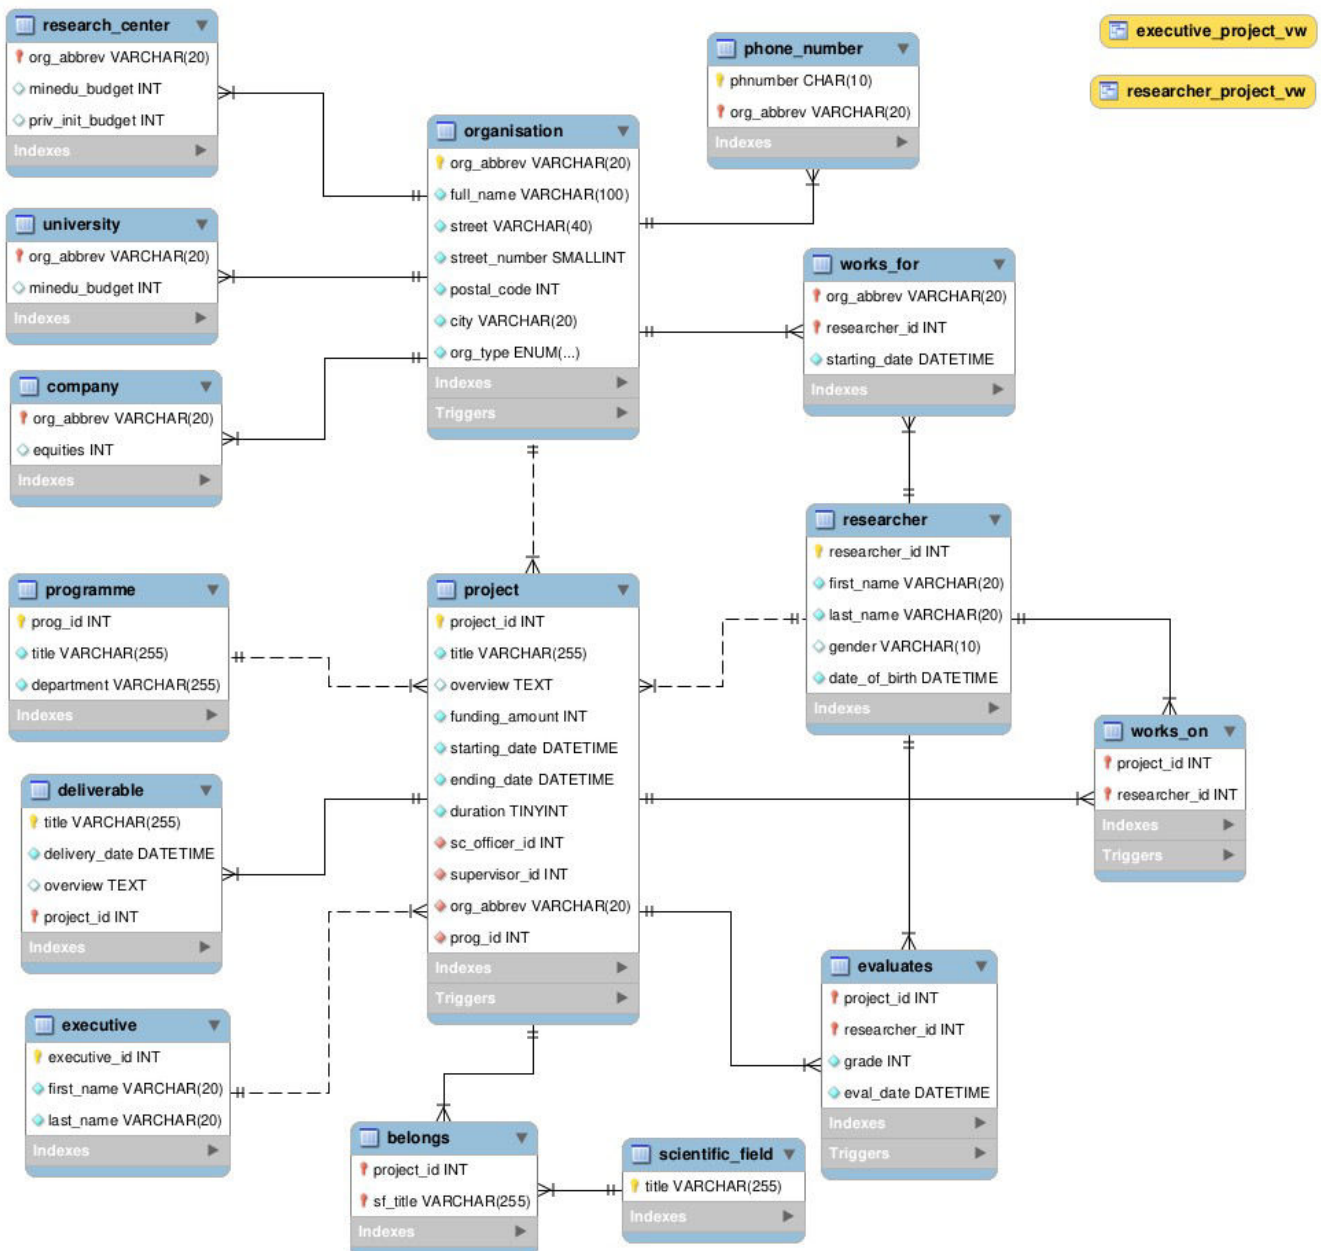 research_center
org_abbrev VARCHAR(20)
minedu_budget INT
priv_init_budget INT
Indexes
university
org_abbrev VARCHAR(20)
minedu_budget INT
Indexes
company
org_abbrev VARCHAR(20)
equities INT
Indexes
organisation
org_abbrev VARCHAR(20)
full_name VARCHAR(100)
street VARCHAR(40)
street_number SMALLINT
postal_code INT
city VARCHAR(20)
org_type ENUM(...)
Indexes
Triggers
phone_number
phnumber CHAR(10)
org_abbrev VARCHAR(20)
Indexes
executive_project_vw
researcher_project_vw
works_for
org_abbrev VARCHAR(20)
researcher_id INT
starting_date DATETIME
Indexes
programme
prog_id INT
title VARCHAR(255)
department VARCHAR(255)
Indexes
project
project_id INT
title VARCHAR(255)
overview TEXT
funding_amount INT
starting_date DATETIME
ending_date DATETIME
duration TINYINT
sc_officer_id INT
supervisor_id INT
org_abbrev VARCHAR(20)
prog_id INT
Indexes
Triggers
researcher
researcher_id INT
first_name VARCHAR(20)
last_name VARCHAR(20)
gender VARCHAR(10)
date_of_birth DATETIME
Indexes
works_on
project_id INT
researcher_id INT
Indexes
Triggers
deliverable
title VARCHAR(255)
delivery_date DATETIME
overview TEXT
project_id INT
Indexes
executive
executive_id INT
first_name VARCHAR(20)
last_name VARCHAR(20)
Indexes
evaluates
project_id INT
researcher_id INT
grade INT
eval_date DATETIME
Indexes
Triggers
belongs
project_id INT
sf_title VARCHAR(255)
Indexes
scientific_field
title VARCHAR(255)
Indexes